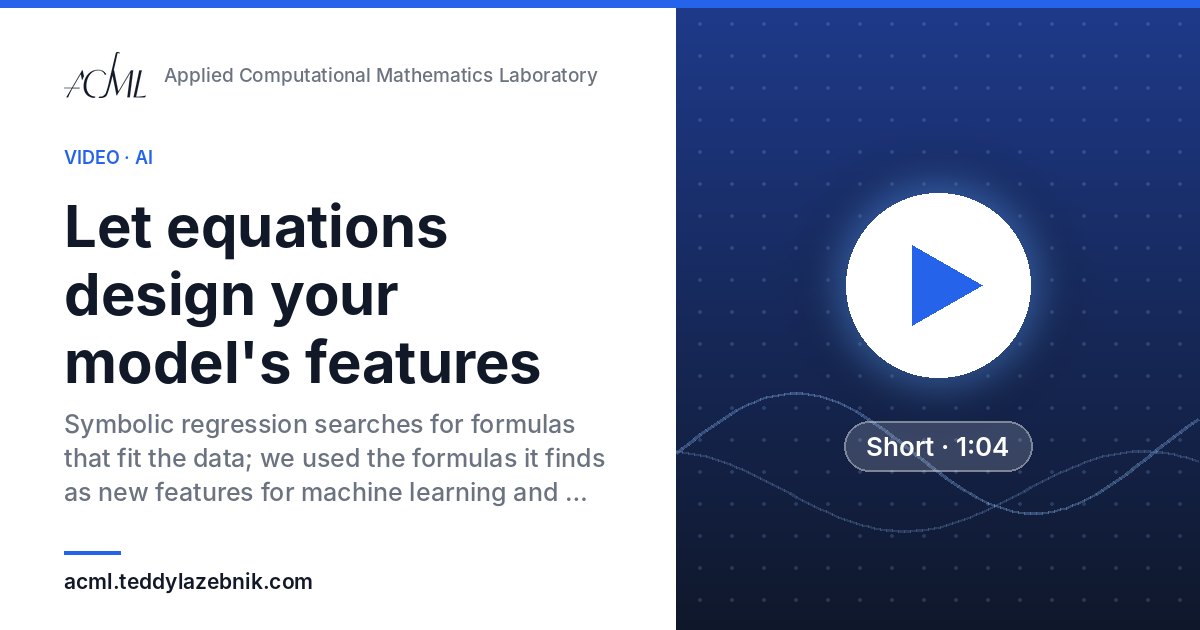 ACML
Applied Computational Mathematics Laboratory
VIDEO · AI
Let equations
design your
model's features
Symbolic regression searches for formulas
that fit the data; we used the formulas it finds
as new features for machine learning and ...
acml.teddylazebnik.com
Short · 1:04